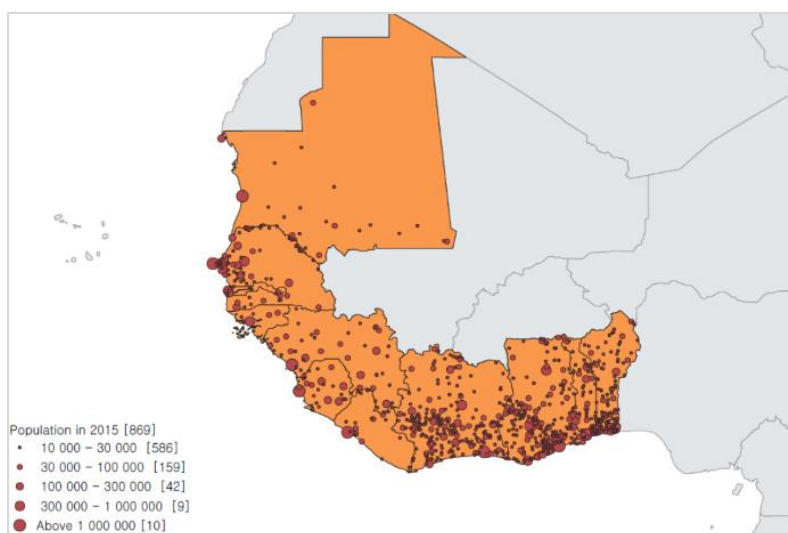 Population in 2015 [869]
10 000 – 30 000 [586]
30 000 – 100 000 [159]
100 000 – 300 000 [42]
300 000 – 1 000 000 [9]
Above 1 000 000 [10]